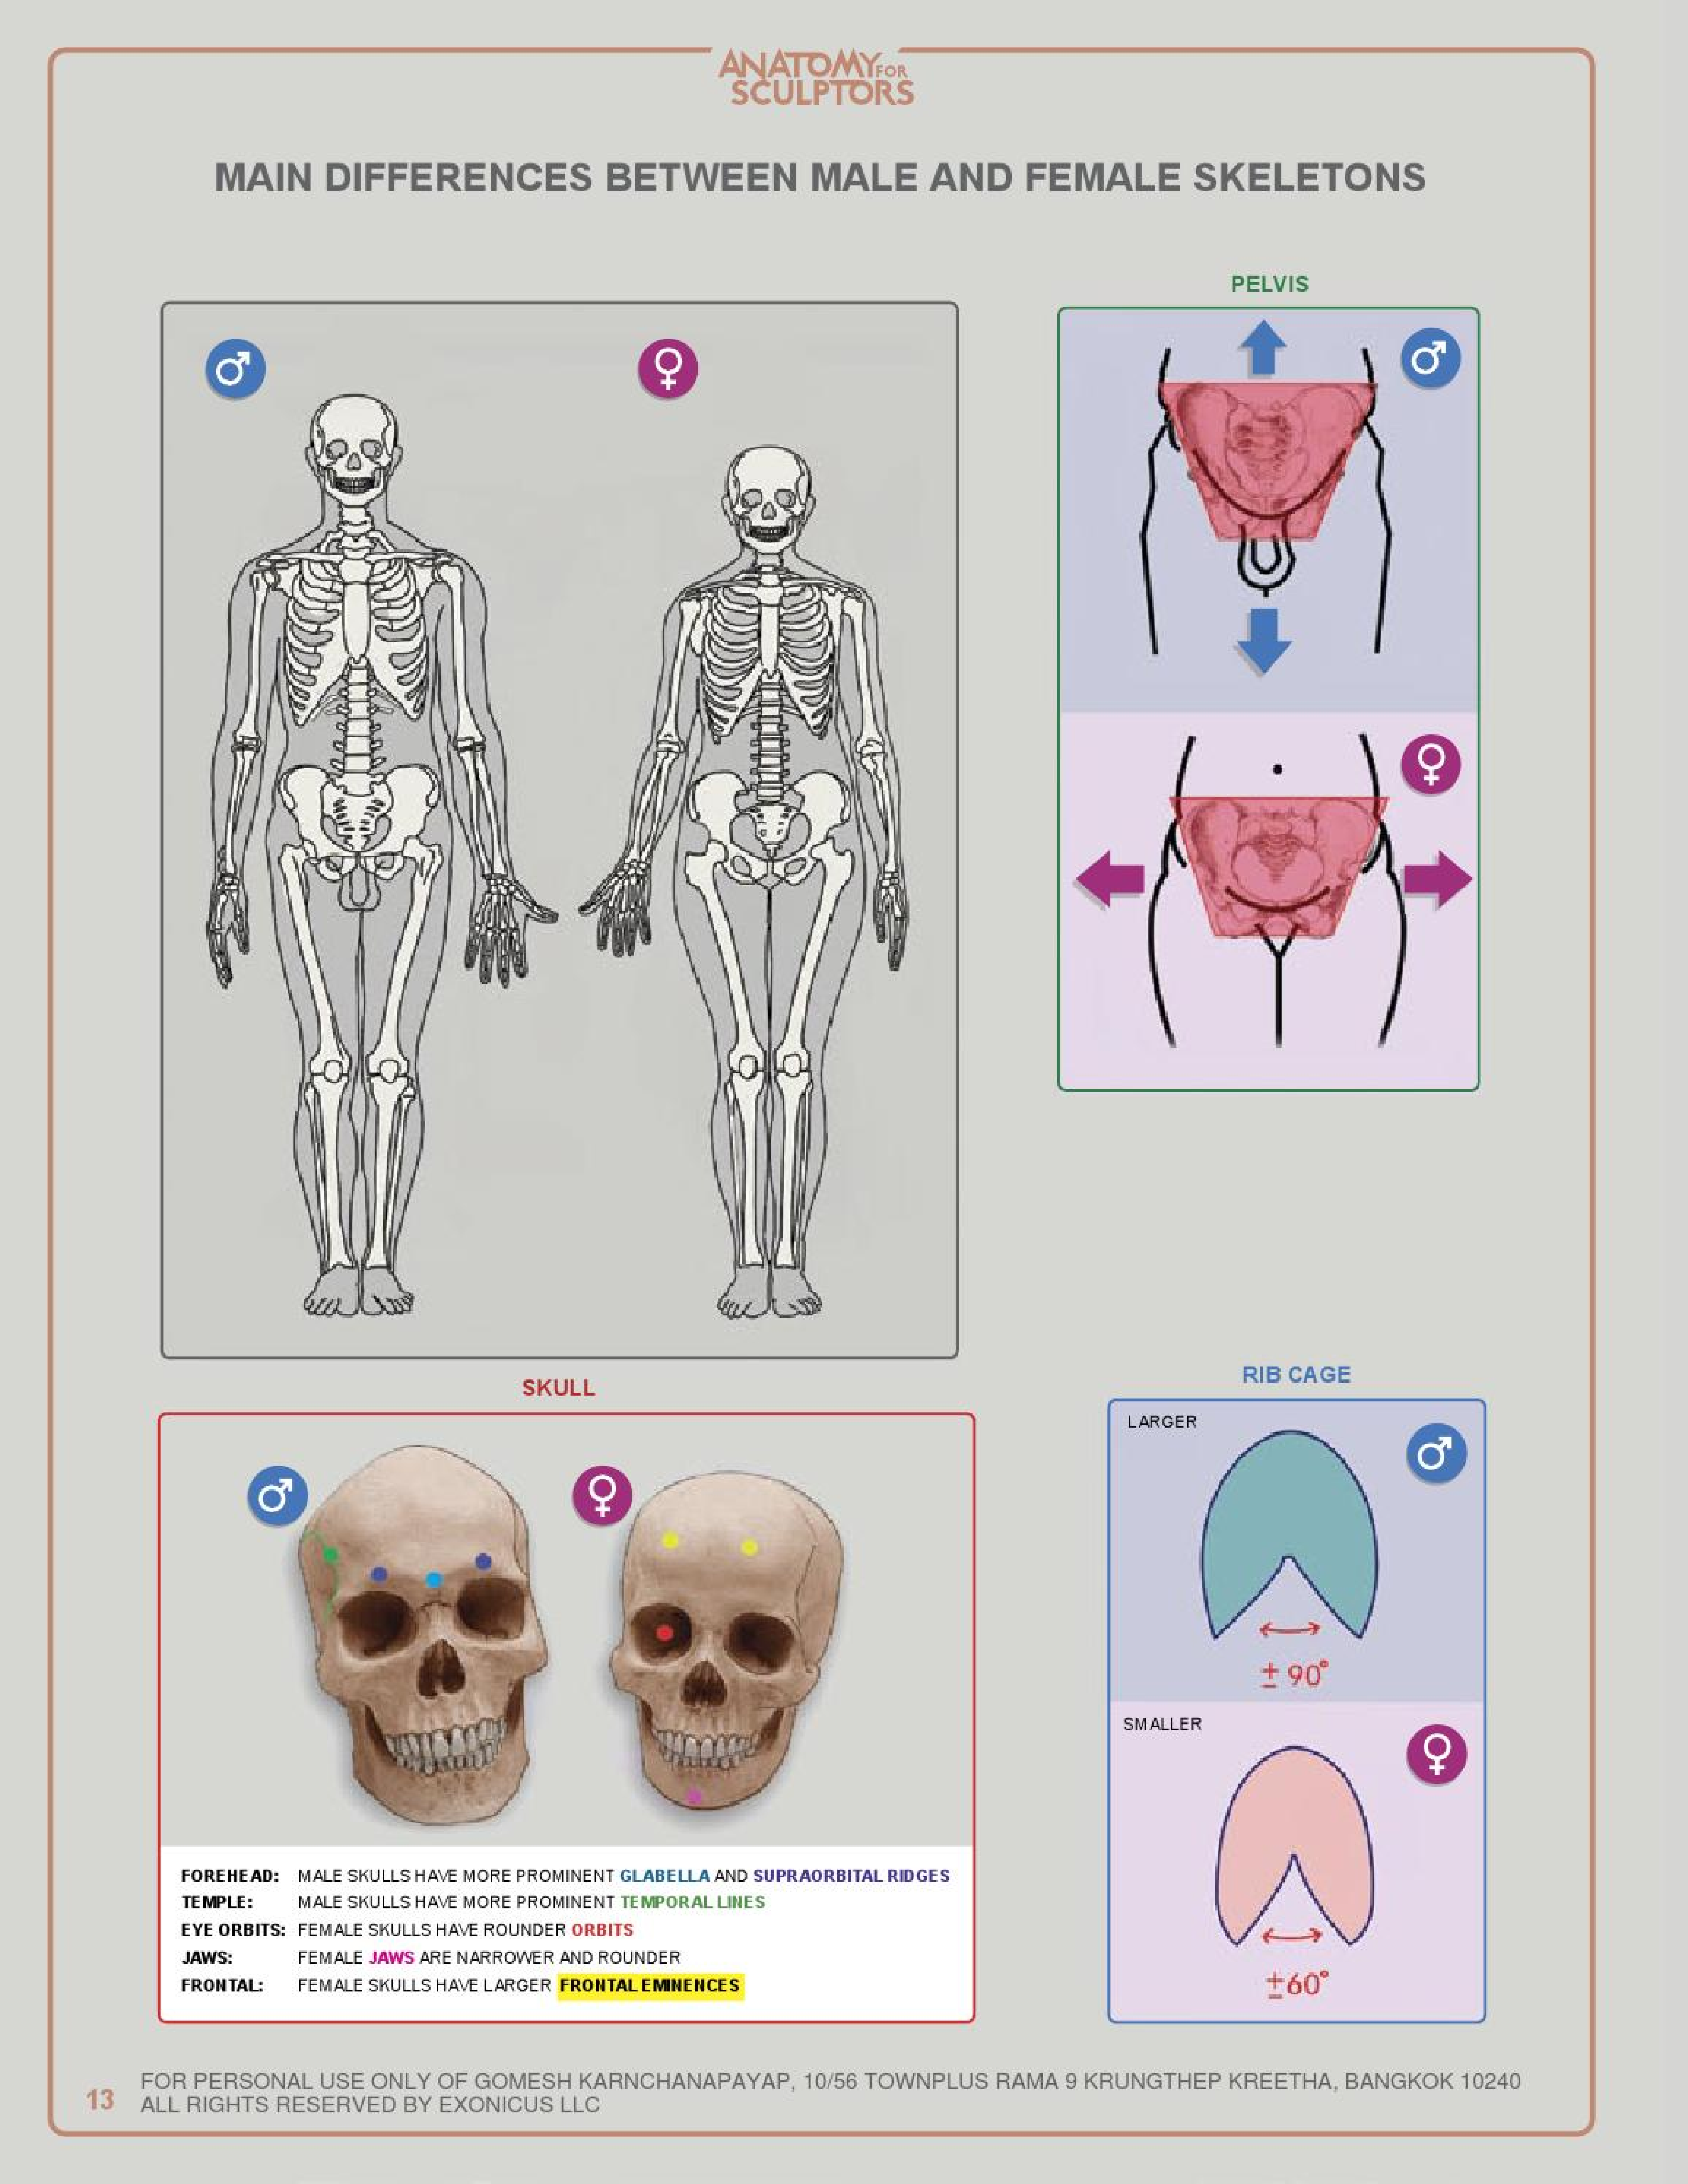 ANATOMY FOR
SCULPTORS
MAIN DIFFERENCES BETWEEN MALE AND FEMALE SKELETONS
PELVIS
SKULL
FOREHEAD: MALE SKULLS HAVE MORE PROMINENT GLABELLA AND SUPRAORBITAL RIDGES
TEMPLE: MALE SKULLS HAVE MORE PROMINENT TEMPORAL LINES
EYE ORBITS: FEMALE SKULLS HAVE ROUNDER ORBITS
JAWS: FEMALE JAWS ARE NARROWER AND ROUNDER
FRONTAL: FEMALE SKULLS HAVE LARGER FRONTAL EMINENCES
RIB CAGE
LARGER
± 90°
SMALLER
±60°
13
FOR PERSONAL USE ONLY OF GOMESH KARNCHANAPAYAP, 10/56 TOWNPLUS RAMA 9 KRUNGTHEP KREETHA, BANGKOK 10240
ALL RIGHTS RESERVED BY EXONICUS LLC